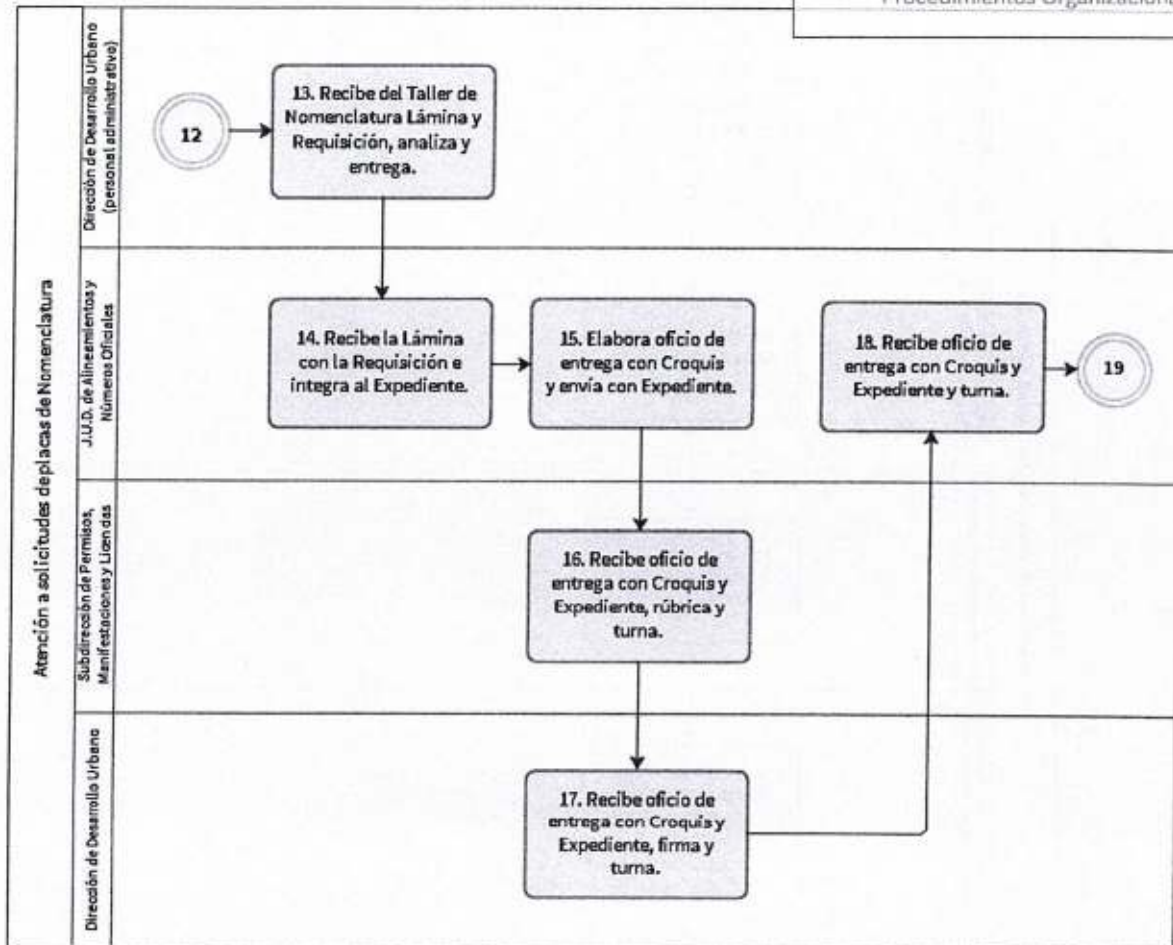 Atención a solicitudes deplacas de Nomenclatura
Dirección de Desarrollo Urbano
(personal administrativo)
12
13. Recibe del Taller de
Nomenclatura Lámina y
Requisición, analiza y
entrega.
J.U.D. de Alineamientos y
Números Oficiales
14. Recibe la Lámina
con la Requisición e
integra al Expediente.
15. Elabora oficio de
entrega con Croquis
y envía con Expediente.
18. Recibe oficio de
entrega con Croquis y
Expediente y turna.
19
Subdirección de Permisos,
Manifestaciones y Licencias
16. Recibe oficio de
entrega con Croquis y
Expediente, rúbrica y
turna.
Dirección de Desarrollo Urbano
17. Recibe oficio de
entrega con Croquis y
Expediente, firma y
turna.